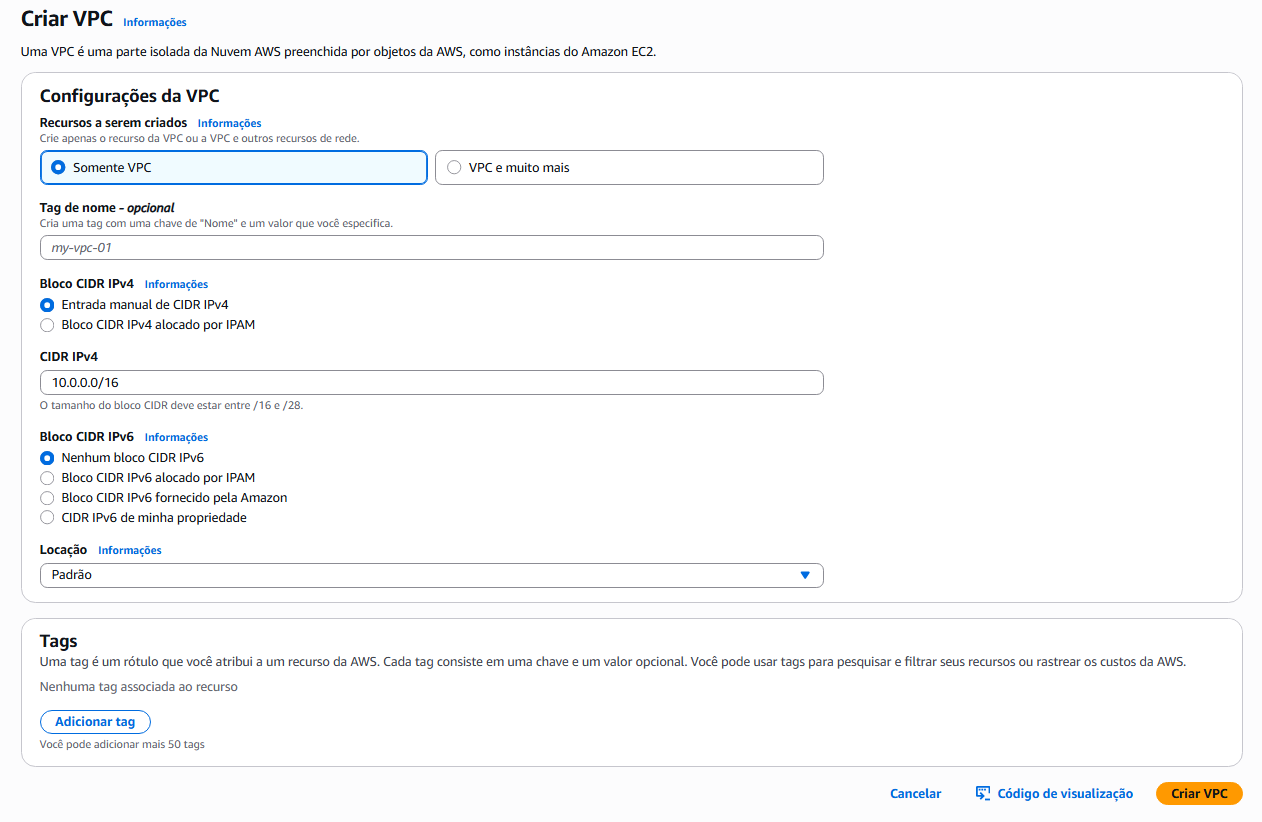 Criar VPC Informações
Uma VPC é uma parte isolada da Nuvem AWS preenchida por objetos da AWS, como instâncias do Amazon EC2.
Configurações da VPC
Recursos a serem criados Informações
Crie apenas o recurso da VPC ou a VPC e outros recursos de rede.
Somente VPC VPC e muito mais
Tag de nome - opcional
Cria uma tag com uma chave de "Nome" e um valor que você especifica.
my-vpc-01
Bloco CIDR IPv4 Informações
Entrada manual de CIDR IPv4
Bloco CIDR IPv4 alocado por IPAM
CIDR IPv4
10.0.0.0/16
O tamanho do bloco CIDR deve estar entre /16 e /28.
Bloco CIDR IPv6 Informações
Nenhum bloco CIDR IPv6
Bloco CIDR IPv6 alocado por IPAM
Bloco CIDR IPv6 fornecido pela Amazon
CIDR IPv6 de minha propriedade
Locação Informações
Padrão
Tags
Uma tag é um rótulo que você atribui a um recurso da AWS. Cada tag consiste em uma chave e um valor opcional. Você pode usar tags para pesquisar e filtrar seus recursos ou rastrear os custos da AWS.
Nenhuma tag associada ao recurso
Adicionar tag
Você pode adicionar mais 50 tags
Cancelar Código de visualização Criar VPC